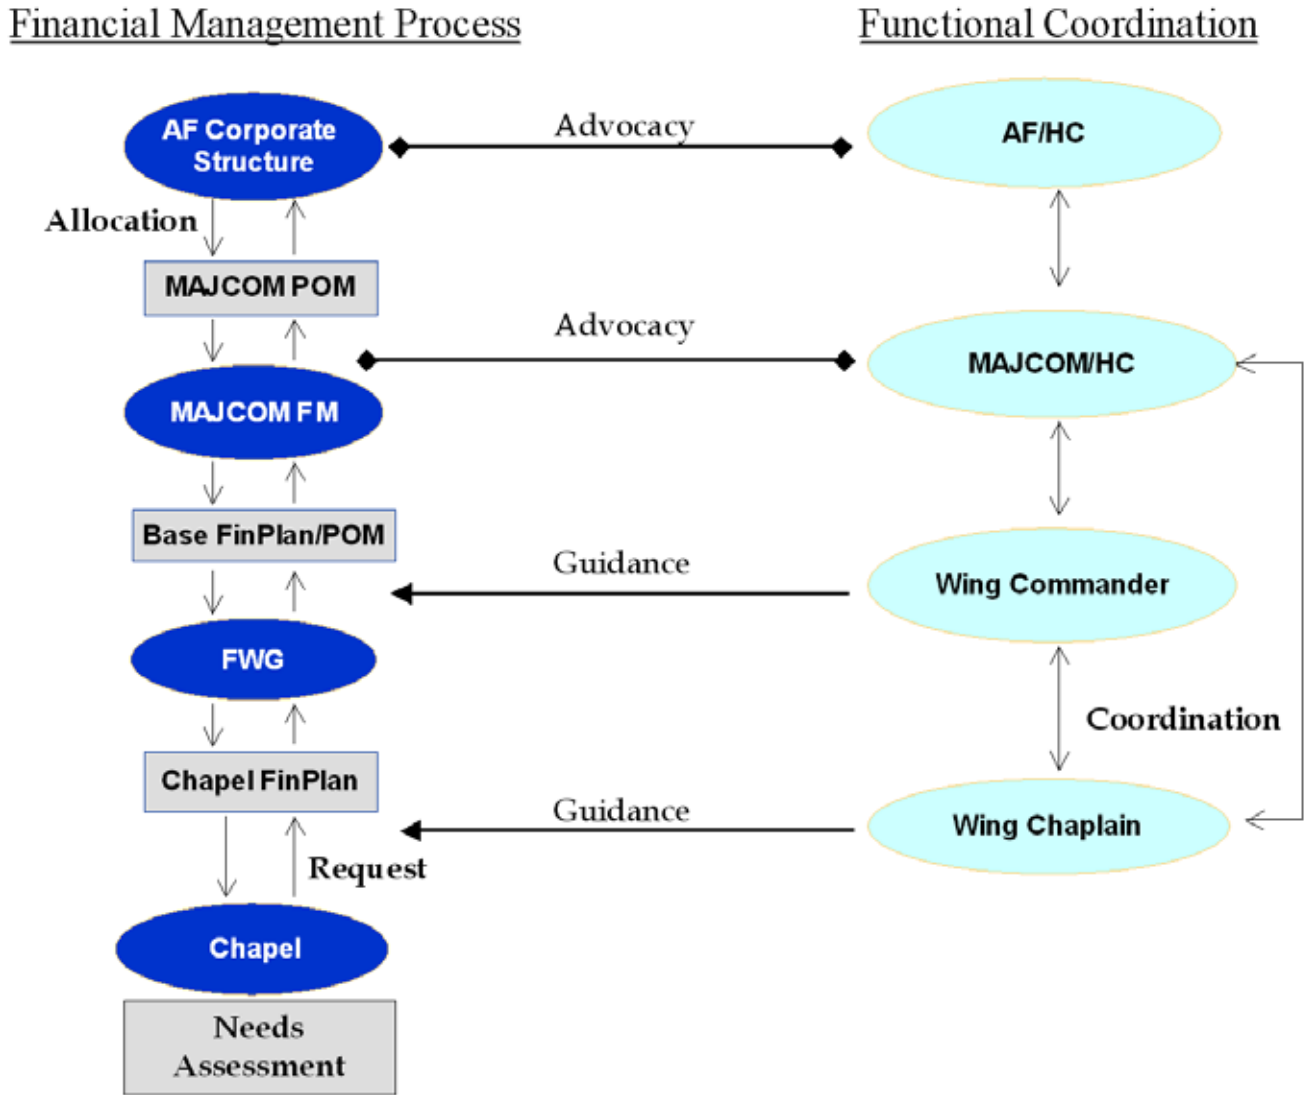 Financial Management Process
Functional Coordination
AF Corporate
Structure
Advocacy
AF/HC
Allocation
MAJCOM POM
Advocacy
MAJCOM/HC
MAJCOM FM
Base FinPlan/POM
Guidance
Wing Commander
FWG
Coordination
Chapel FinPlan
Guidance
Wing Chaplain
Request
Chapel
Needs
Assessment